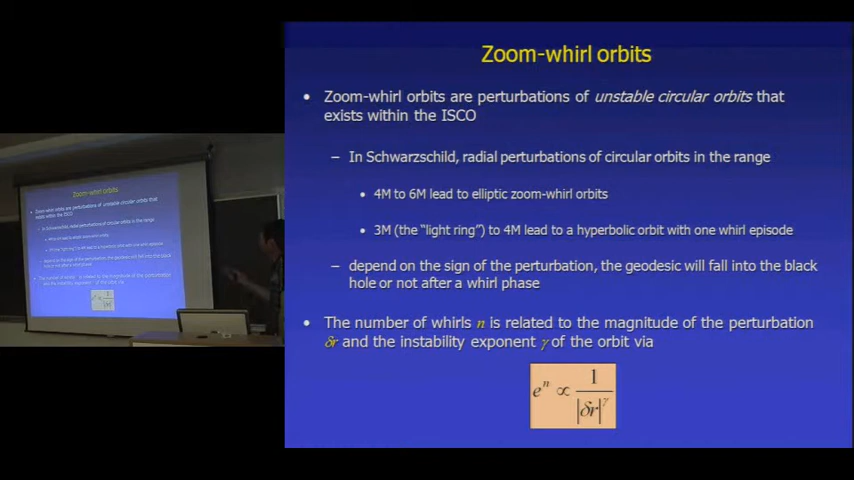 Zoom-whirl orbits
• Zoom-whirl orbits are perturbations of unstable circular orbits that
exists within the ISCO
– In Schwarzschild, radial perturbations of circular orbits in the range
• 4M to 6M lead to elliptic zoom-whirl orbits
• 3M (the “light ring”) to 4M lead to a hyperbolic orbit with one whirl episode
– depend on the sign of the perturbation, the geodesic will fall into the black
hole or not after a whirl phase
• The number of whirls n is related to the magnitude of the perturbation
δr and the instability exponent γ of the orbit via
e^n ∝ 1/|δr|^γ